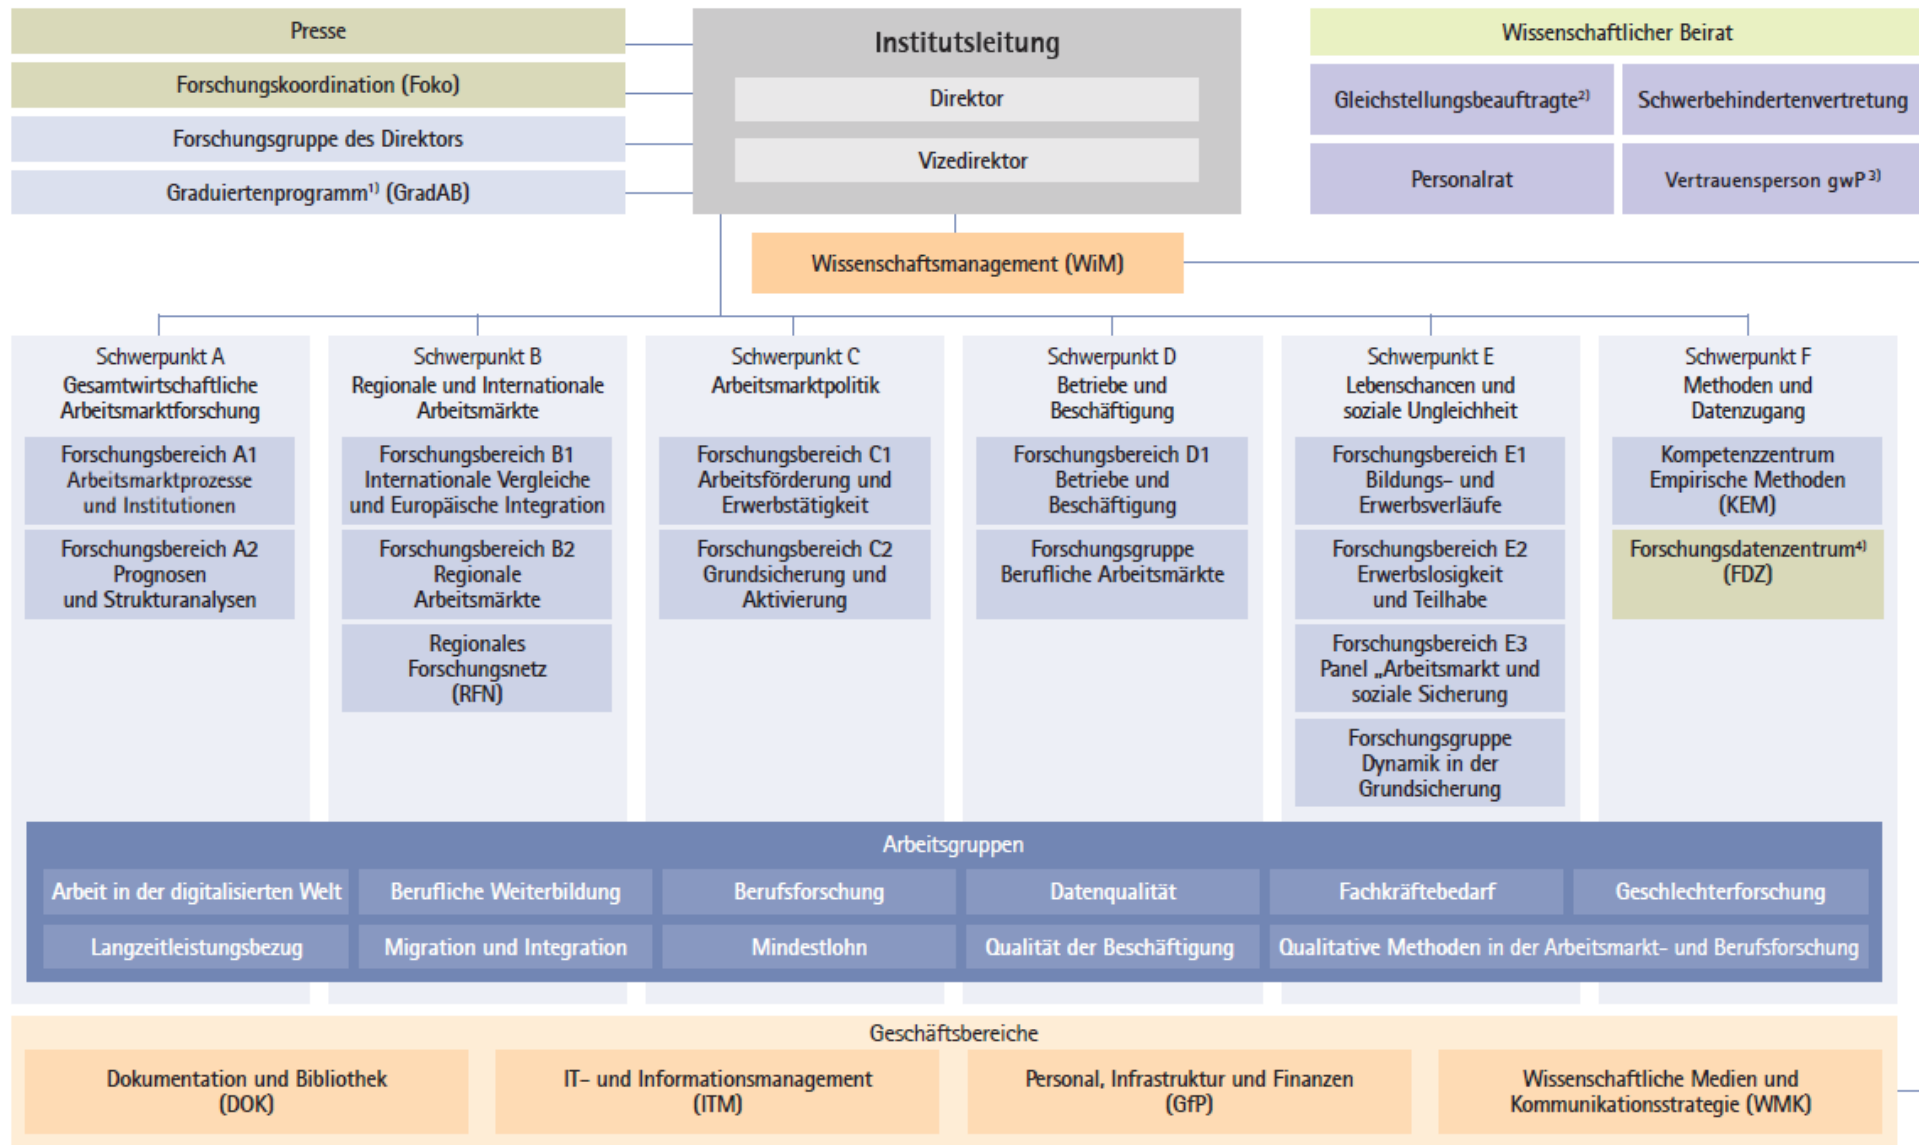 Presse
Forschungskoordination (Foko)
Forschungsgruppe des Direktors
Graduiertenprogramm¹⁾ (GradAB)
Institutsleitung
Direktor
Vizedirektor
Wissenschaftlicher Beirat
Gleichstellungsbeauftragte²⁾
Schwerbehindertenvertretung
Personalrat
Vertrauensperson gwP³⁾
Wissenschaftsmanagement (WiM)
Schwerpunkt A
Gesamtwirtschaftliche
Arbeitsmarktforschung
Forschungsbereich A1
Arbeitsmarktprozesse
und Institutionen
Forschungsbereich A2
Prognosen
und Strukturanalysen
Schwerpunkt B
Regionale und Internationale
Arbeitsmärkte
Forschungsbereich B1
Internationale Vergleiche
und Europäische Integration
Forschungsbereich B2
Regionale
Arbeitsmärkte
Regionales
Forschungsnetz
(RFN)
Schwerpunkt C
Arbeitsmarktpolitik
Forschungsbereich C1
Arbeitsförderung und
Erwerbstätigkeit
Forschungsbereich C2
Grundsicherung und
Aktivierung
Schwerpunkt D
Betriebe und
Beschäftigung
Forschungsbereich D1
Betriebe und
Beschäftigung
Forschungsgruppe
Berufliche Arbeitsmärkte
Schwerpunkt E
Lebenschancen und
soziale Ungleichheit
Forschungsbereich E1
Bildungs- und
Erwerbsverläufe
Forschungsbereich E2
Erwerbslosigkeit
und Teilhabe
Forschungsbereich E3
Panel „Arbeitsmarkt und
soziale Sicherung
Forschungsgruppe
Dynamik in der
Grundsicherung
Schwerpunkt F
Methoden und
Datenzugang
Kompetenzzentrum
Empirische Methoden
(KEM)
Forschungsdatenzentrum⁴⁾
(FDZ)
Arbeitsgruppen
Arbeit in der digitalisierten Welt
Berufliche Weiterbildung
Berufsforschung
Datenqualität
Fachkräftebedarf
Geschlechterforschung
Langzeitleistungsbezug
Migration und Integration
Mindestlohn
Qualität der Beschäftigung
Qualitative Methoden in der Arbeitsmarkt- und Berufsforschung
Geschäftsbereiche
Dokumentation und Bibliothek
(DOK)
IT- und Informationsmanagement
(ITM)
Personal, Infrastruktur und Finanzen
(GfP)
Wissenschaftliche Medien und
Kommunikationsstrategie (WMK)